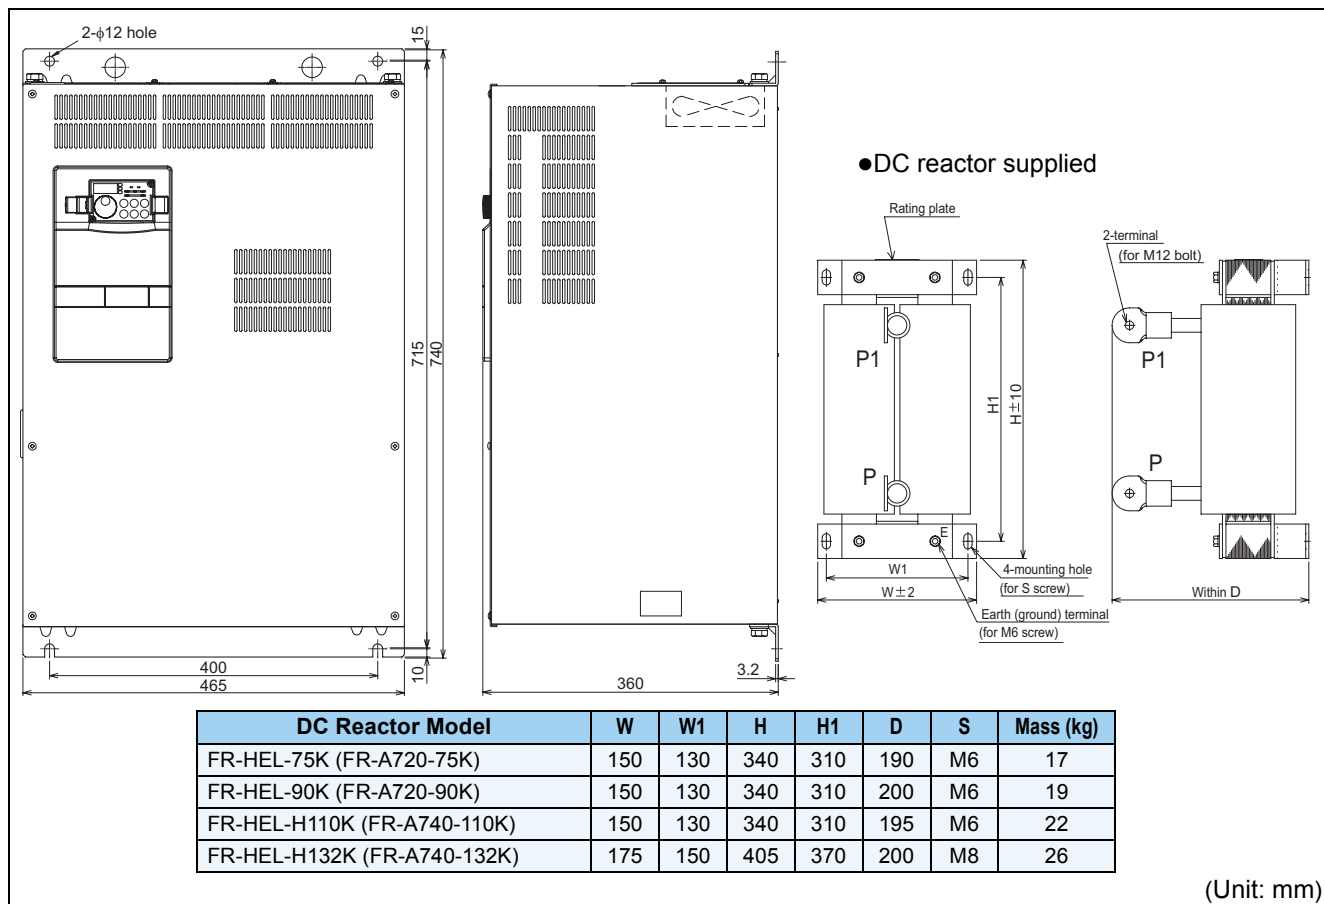 2-φ12 hole
15
715
740
400
465
10
360
3.2
●DC reactor supplied
Rating plate
P1
P
E
H1
H±10
W1
W±2
4-mounting hole
(for S screw)
Earth (ground) terminal
(for M6 screw)
2-terminal
(for M12 bolt)
P1
P
Within D
DC Reactor Model W W1 H H1 D S Mass (kg)
FR-HEL-75K (FR-A720-75K) 150 130 340 310 190 M6 17
FR-HEL-90K (FR-A720-90K) 150 130 340 310 200 M6 19
FR-HEL-H110K (FR-A740-110K) 150 130 340 310 195 M6 22
FR-HEL-H132K (FR-A740-132K) 175 150 405 370 200 M8 26
(Unit: mm)